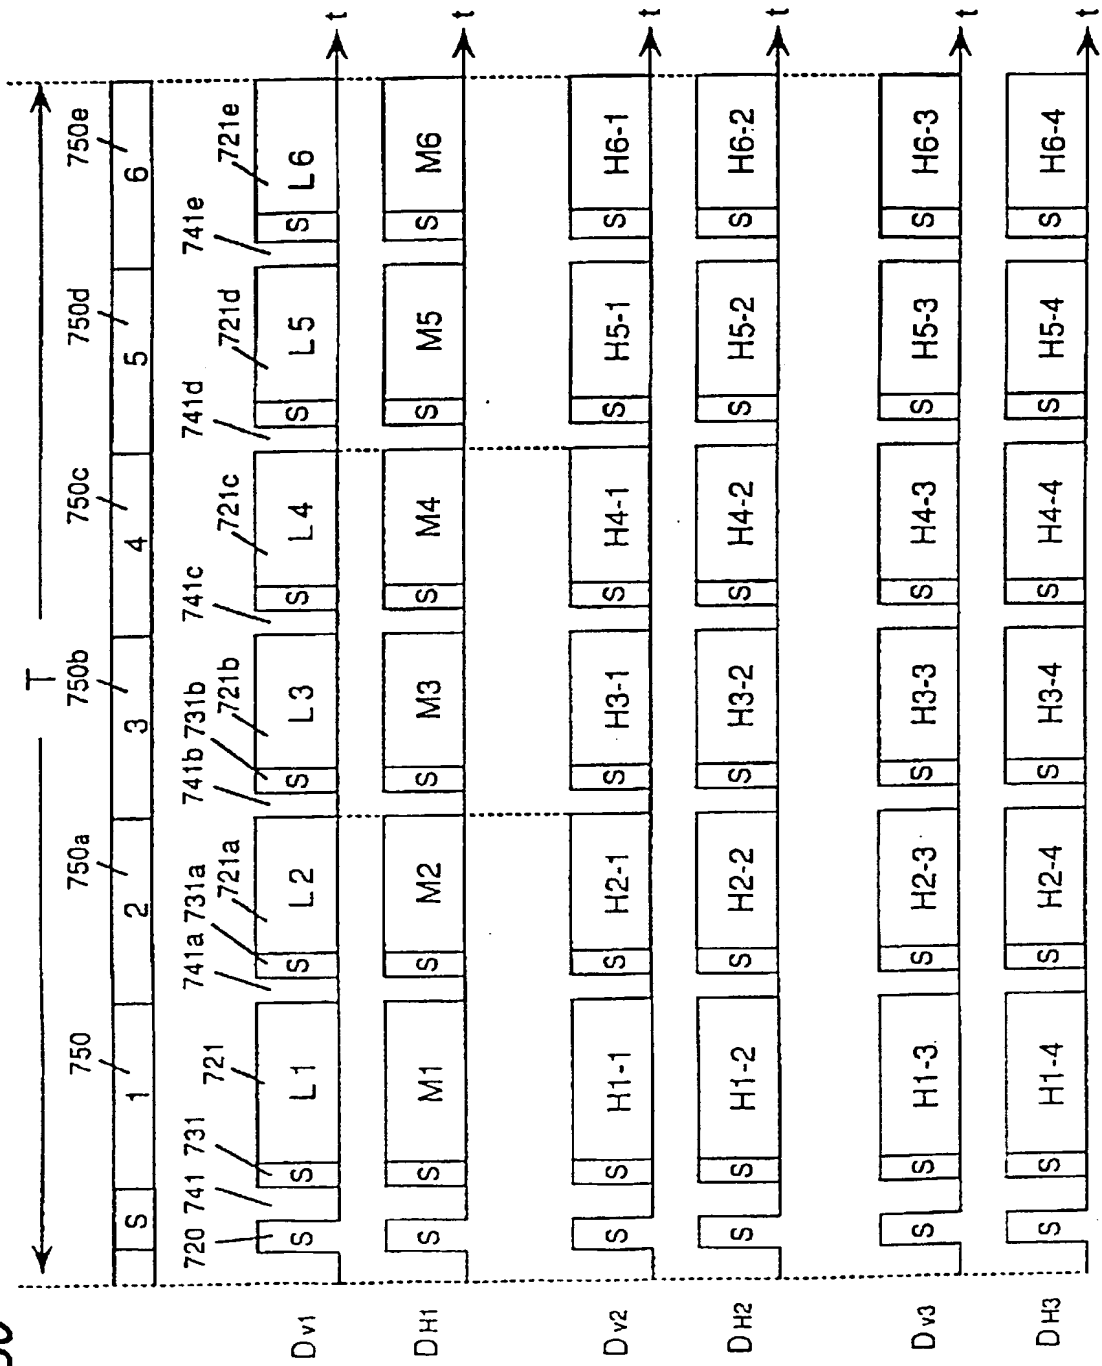 T
750 750a 750b 750c 750d 750e
S 1 2 3 4 5 6
720 741 731 721 741a 731a 721a 741b 731b 721b 741c 721c 741d 721d 741e 721e
Dv1 S S L1 S L2 S L3 S L4 S L5 S L6 t
DH1 S S M1 S M2 S M3 S M4 S M5 S M6 t
Dv2 S S H1-1 S H2-1 S H3-1 S H4-1 S H5-1 S H6-1 t
DH2 S S H1-2 S H2-2 S H3-2 S H4-2 S H5-2 S H6-2 t
Dv3 S S H1-3 S H2-3 S H3-3 S H4-3 S H5-3 S H6-3 t
DH3 S S H1-4 S H2-4 S H3-4 S H4-4 S H5-4 S H6-4 t